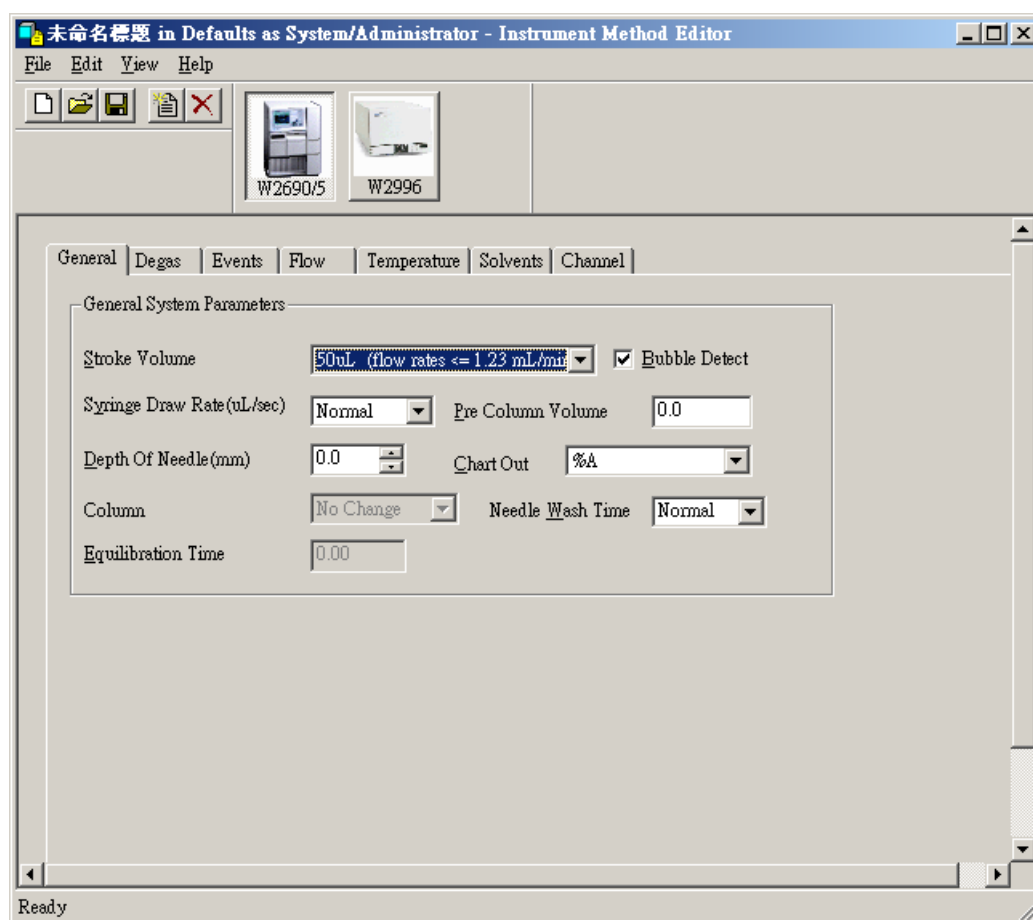 未命名標題 in Defaults as System/Administrator - Instrument Method Editor
File Edit View Help
W2690/5 W2996
General Degas Events Flow Temperature Solvents Channel
General System Parameters
Stroke Volume 50uL (flow rates <= 1.23 mL/min Bubble Detect
Syringe Draw Rate(uL/sec) Normal Pre Column Volume 0.0
Depth Of Needle(mm) 0.0 Chart Out %A
Column No Change Needle Wash Time Normal
Equilibration Time 0.00
Ready